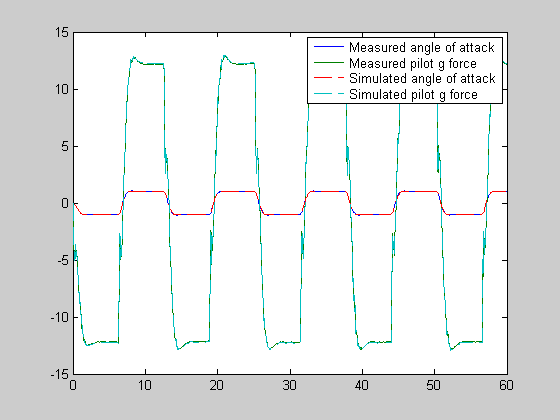 15
Measured angle of attack
Measured pilot g force
Simulated angle of attack
Simulated pilot g force
10
5
0
-5
-10
-15
0 10 20 30 40 50 60